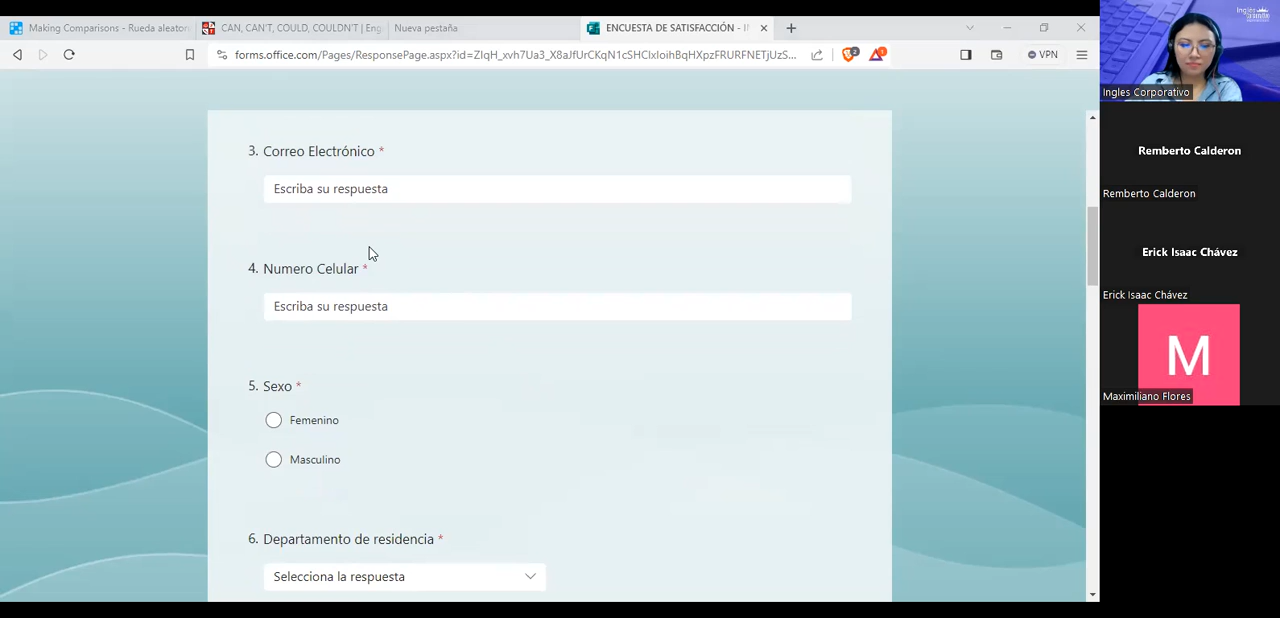 Making Comparisons - Rueda aleator
CAN, CAN'T, COULD, COULDN'T | Eng
Nueva pestaña
ENCUESTA DE SATISFACCIÓN - I
forms.office.com/Pages/ResponsePage.aspx?id=ZIqH_xvh7Ua3_X8aJfUrCKqN1cSHCIxIoihBqHXpzFRURFNETjUzS...
2
1
VPN
3. Correo Electrónico *
Escriba su respuesta
4. Numero Celular *
Escriba su respuesta
5. Sexo *
Femenino
Masculino
6. Departamento de residencia *
Selecciona la respuesta
Ingles Corporativo
Remberto Calderon
Remberto Calderon
Erick Isaac Chávez
Erick Isaac Chávez
M
Maximiliano Flores